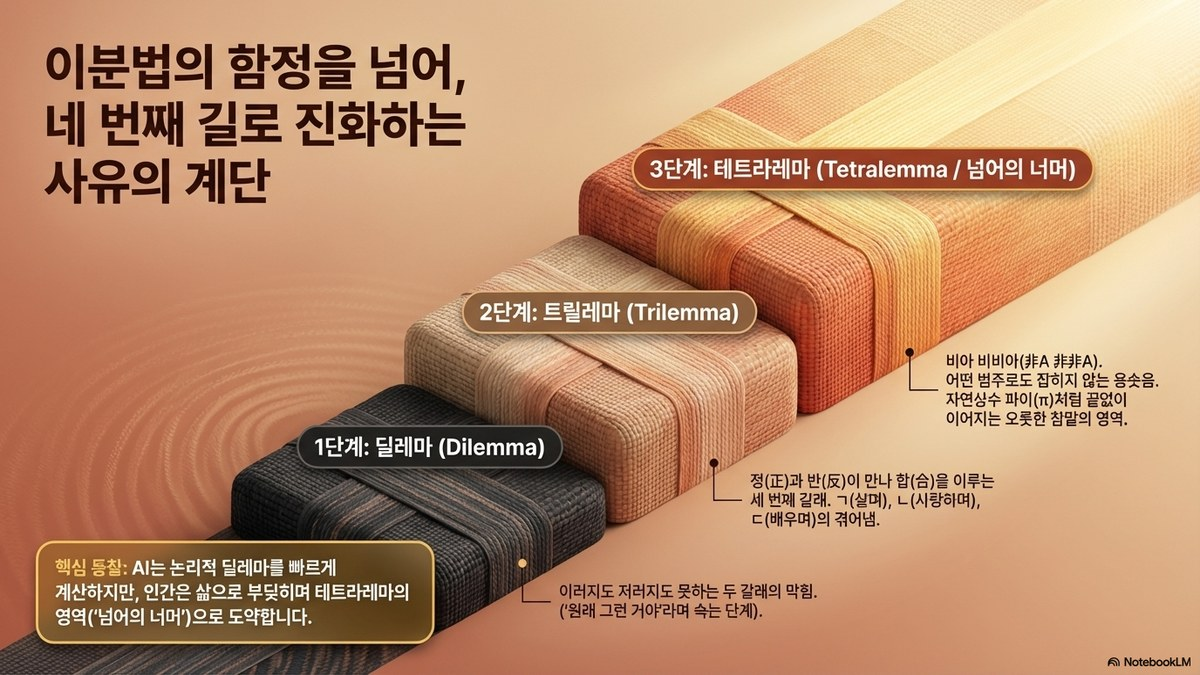 이분법의 함정을 넘어,
네 번째 길로 진화하는
사유의 계단
3단계: 테트라레마 (Tetralemma / 넘어의 너머)
2단계: 트릴레마 (Trilemma)
1단계: 딜레마 (Dilemma)
비아 비비아(非A 非非A).
어떤 범주로도 잡히지 않는 용솟음.
자연상수 파이(π)처럼 끝없이
이어지는 오롯한 참말의 영역.
정(正)과 반(反)이 만나 합(合)을 이루는
세 번째 길래. ㄱ(실며), ㄴ(사랑하며),
ㄷ(배우며)의 겪어냄.
이러지도 저러지도 못하는 두 갈래의 막힘.
('원래 그런 거야'라며 속는 단계).
핵심 통찰: AI는 논리적 딜레마를 빠르게
계산하지만, 인간은 삶으로 부딪히며 테트라레마의
영역('넘어의 너머')으로 도약합니다.
NotebookLM